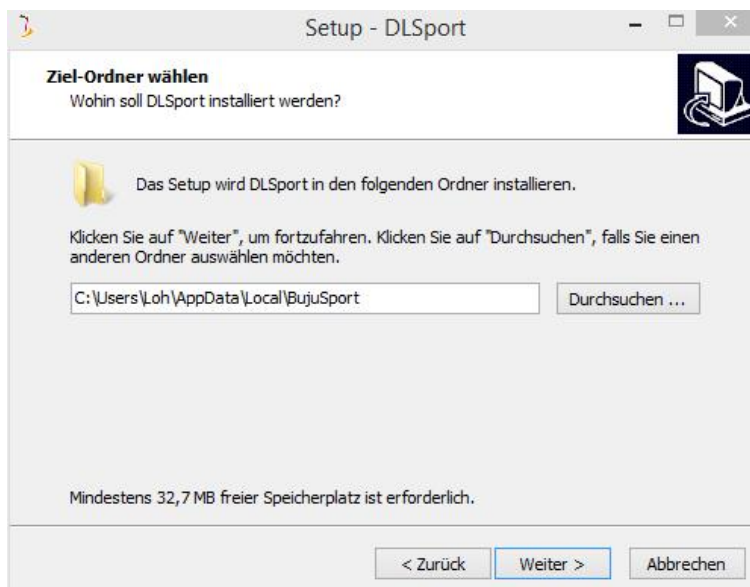 Setup - DLSport
Ziel-Ordner wählen
Wohin soll DLSport installiert werden?
Das Setup wird DLSport in den folgenden Ordner installieren.
Klicken Sie auf "Weiter", um fortzufahren. Klicken Sie auf "Durchsuchen", falls Sie einen
anderen Ordner auswählen möchten.
C:\Users\Loh\AppData\Local\BujuSport
Durchsuchen ...
Mindestens 32,7 MB freier Speicherplatz ist erforderlich.
< Zurück
Weiter >
Abbrechen